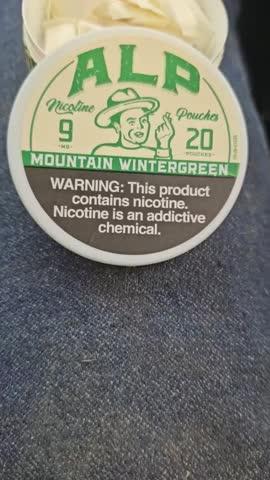 ALP
Nicotine Pouches
9 20
MG POUCHES
MOUNTAIN WINTERGREEN
WARNING: This product
contains nicotine.
Nicotine is an addictive
chemical.